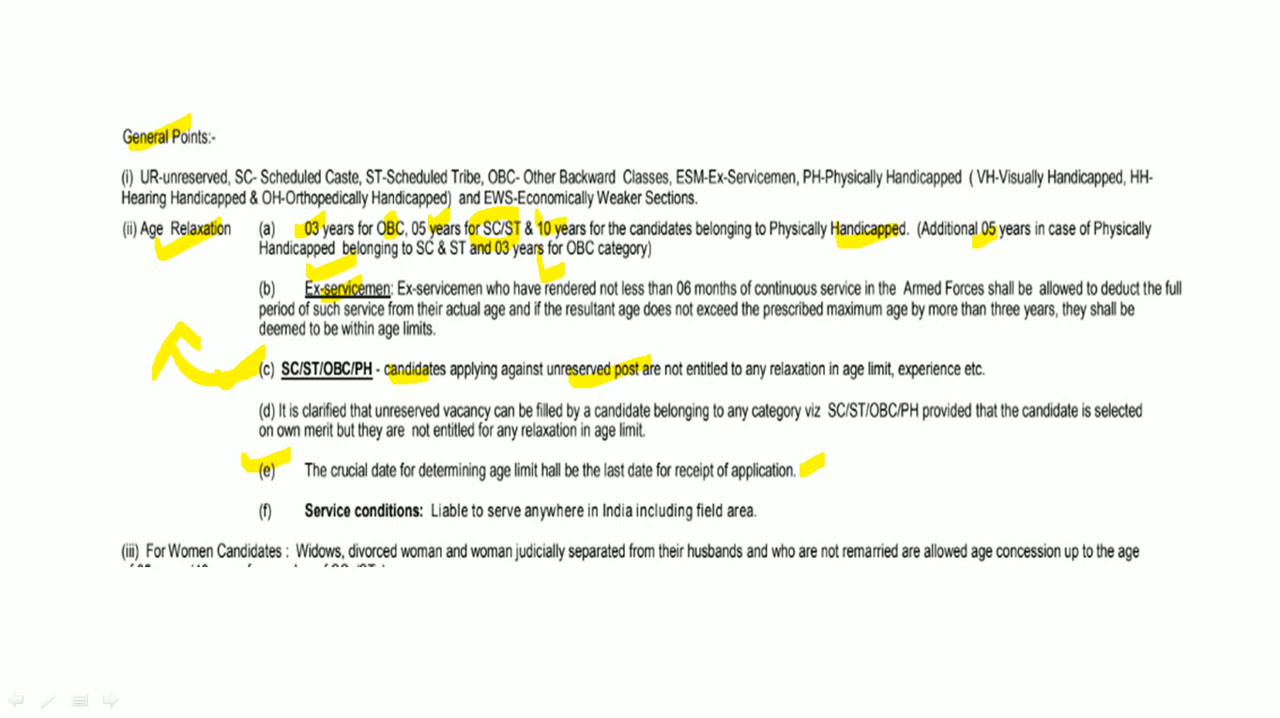 General Points:-
(i) UR-unreserved, SC- Scheduled Caste, ST-Scheduled Tribe, OBC- Other Backward Classes, ESM-Ex-Servicemen, PH-Physically Handicapped ( VH-Visually Handicapped, HH-
Hearing Handicapped & OH-Orthopedically Handicapped) and EWS-Economically Weaker Sections.
(ii) Age Relaxation (a) 03 years for OBC, 05 years for SC/ST & 10 years for the candidates belonging to Physically Handicapped. (Additional 05 years in case of Physically
Handicapped belonging to SC & ST and 03 years for OBC category)
(b) Ex-servicemen: Ex-servicemen who have rendered not less than 06 months of continuous service in the Armed Forces shall be allowed to deduct the full
period of such service from their actual age and if the resultant age does not exceed the prescribed maximum age by more than three years, they shall be
deemed to be within age limits.
(c) SC/ST/OBC/PH - candidates applying against unreserved post are not entitled to any relaxation in age limit, experience etc.
(d) It is clarified that unreserved vacancy can be filled by a candidate belonging to any category viz SC/ST/OBC/PH provided that the candidate is selected
on own merit but they are not entitled for any relaxation in age limit.
(e) The crucial date for determining age limit hall be the last date for receipt of application.
(f) Service conditions: Liable to serve anywhere in India including field area.
(iii) For Women Candidates : Widows, divorced woman and woman judicially separated from their husbands and who are not remarried are allowed age concession up to the age